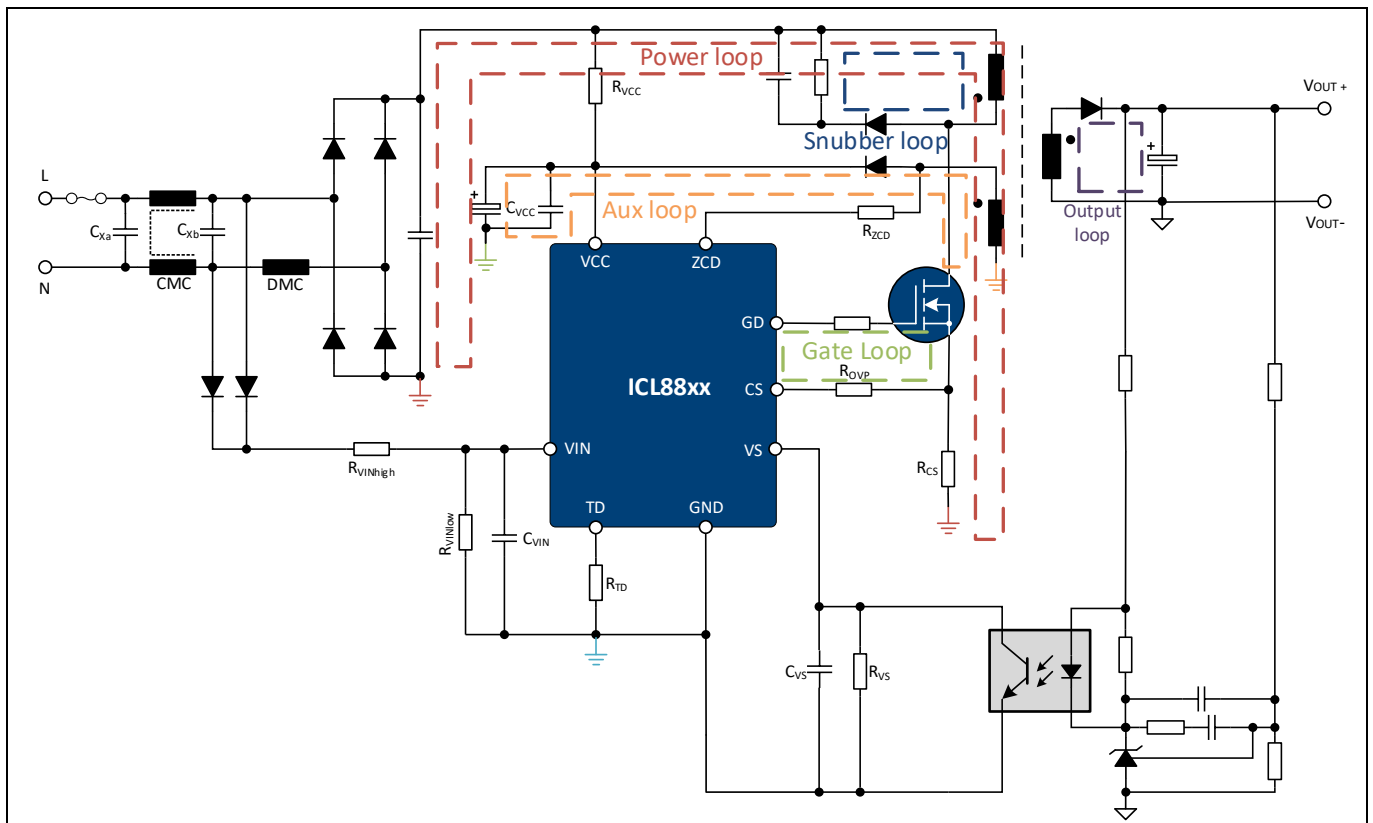 Power loop
VOUT +
RVCC
Snubber loop
L
CVCC
Aux loop
RZCD
Output
loop
VOUT-
CXa
CXb
N
CMC
DMC
VCC
ZCD
GD
Gate Loop
ROVP
ICL88xx
CS
VIN
VS
RVINhigh
RCS
TD
GND
RVINlow
CVIN
RTD
CVS
RVS
+
+